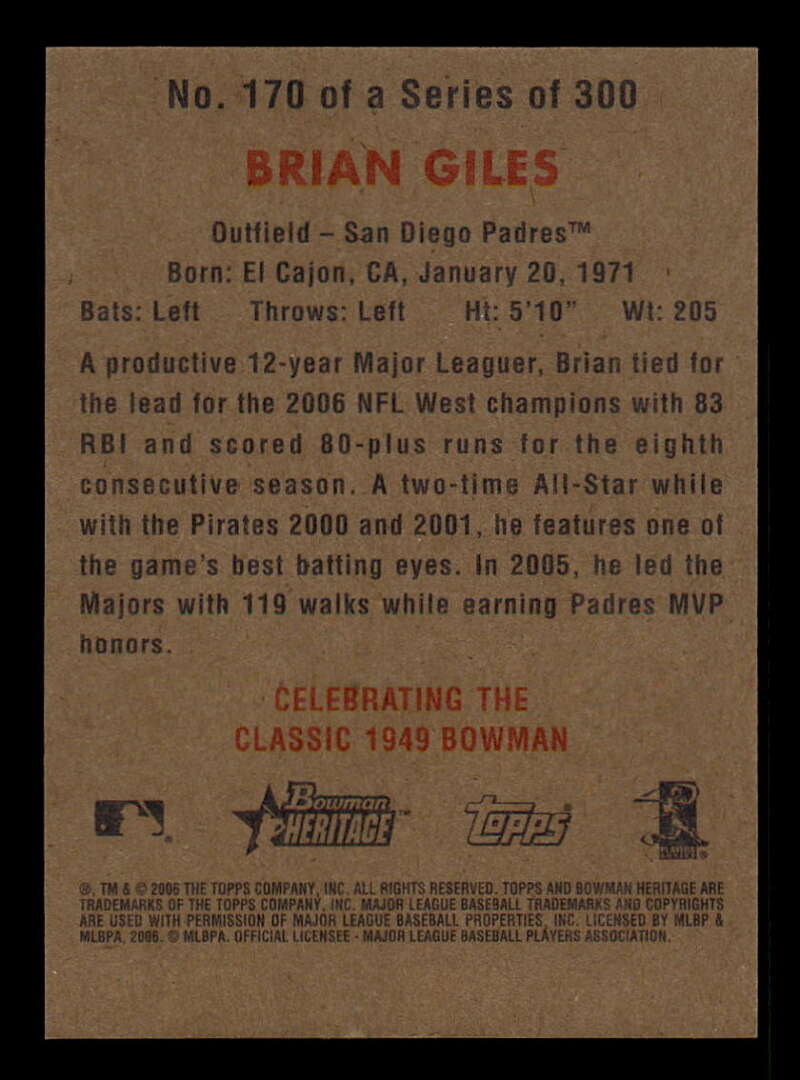 No. 170 of a Series of 300
BRIAN GILES
Outfield – San Diego Padres™
Born: El Cajon, CA, January 20, 1971
Bats: Left Throws: Left Ht: 5'10" Wt: 205
A productive 12-year Major Leaguer, Brian tied for
the lead for the 2006 NFL West champions with 83
RBI and scored 80-plus runs for the eighth
consecutive season. A two-time All-Star while
with the Pirates 2000 and 2001, he features one of
the game's best batting eyes. In 2005, he led the
Majors with 119 walks while earning Padres MVP
honors.
CELEBRATING THE
CLASSIC 1949 BOWMAN
Bowman HERITAGE™ Topps®
®, TM & © 2006 THE TOPPS COMPANY, INC. ALL RIGHTS RESERVED. TOPPS AND BOWMAN HERITAGE ARE
TRADEMARKS OF THE TOPPS COMPANY, INC. MAJOR LEAGUE BASEBALL TRADEMARKS AND COPYRIGHTS
ARE USED WITH PERMISSION OF MAJOR LEAGUE BASEBALL PROPERTIES, INC. LICENSED BY MLBP &
MLBPA, 2006. © MLBPA. OFFICIAL LICENSEE - MAJOR LEAGUE BASEBALL PLAYERS ASSOCIATION.